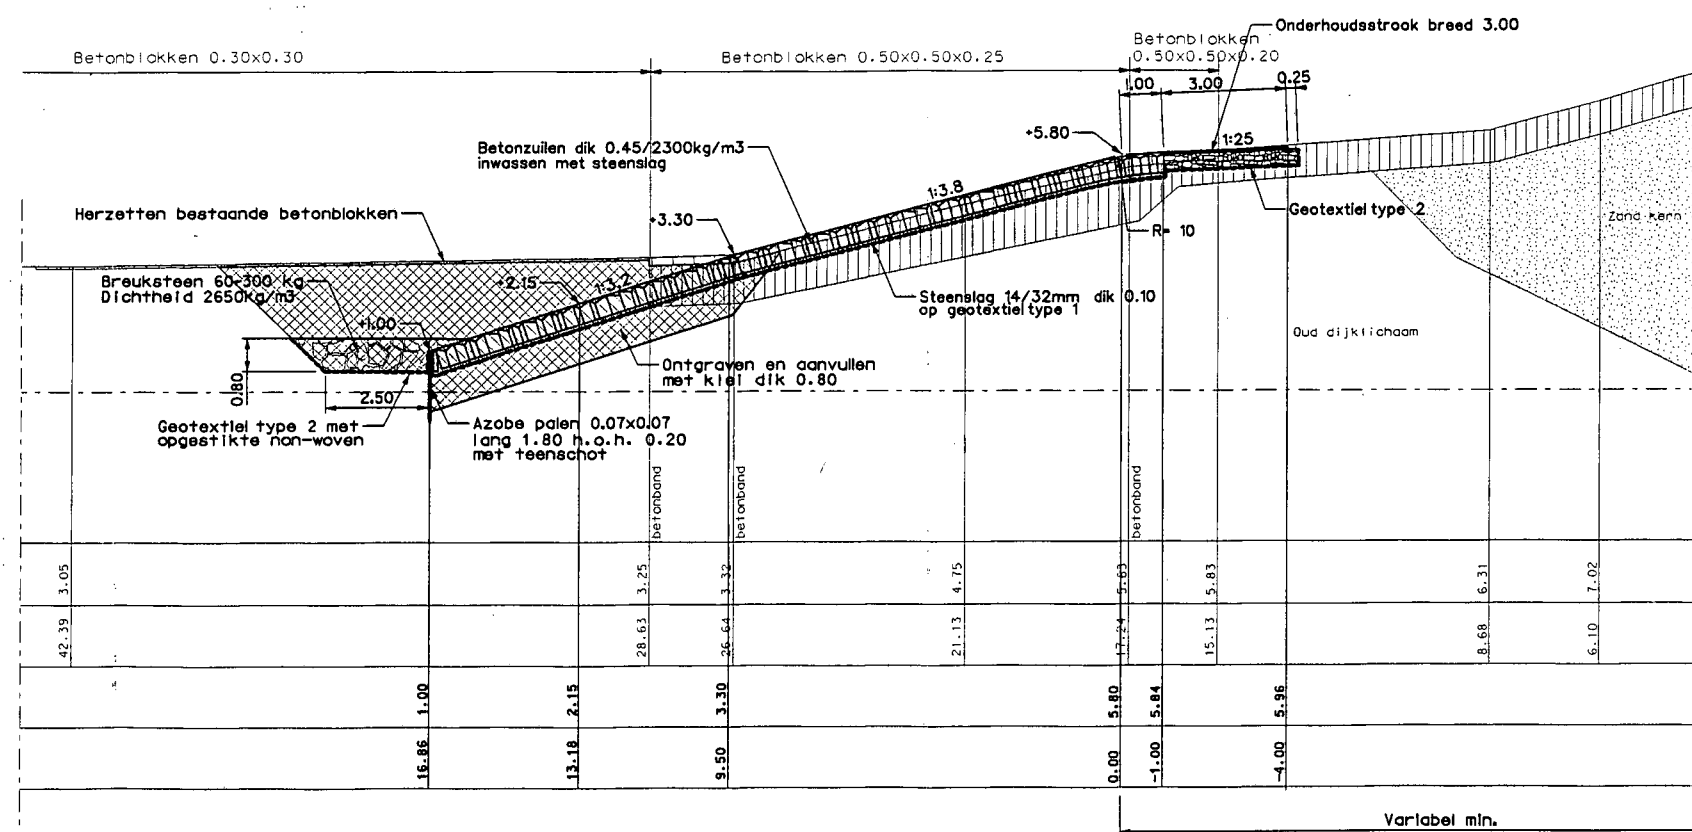 Onderhoudsstrook breed 3.00
Betonblokken 0.30x0.30
Betonblokken 0.50x0.50x0.25
Betonblokken
0.50x0.50x0.20
1.00
3.00
0.25
+5.80
1:25
Betonzuilen dik 0.45/2300kg/m3
inwassen met steenslag
1:3.8
Herzetten bestaande betonblokken
+3.30
Geotextiel type 2
Zand kern
R= 10
Breuksteen 60-300 kg
Dichtheid 2650Kg/m3
+2.15
1:3.2
Steenslag 14/32mm dik 0.10
op geotextiel type 1
+1.00
Oud dijklichaam
Ontgraven en aanvullen
met klei dik 0.80
0.80
2.50
Geotextiel type 2 met
opgestikte non-woven
Azobe palen 0.07x0.07
lang 1.80 h.o.h. 0.20
met teenschot
betonband
betonband
betonband
3.05
3.25
3.32
4.75
5.63
5.83
6.31
7.02
42.39
28.63
26.64
21.13
17.24
15.13
8.68
6.10
1.00
2.15
3.30
5.80
5.84
5.96
16.86
13.18
9.50
0.00
-1.00
-4.00
Variabel min.